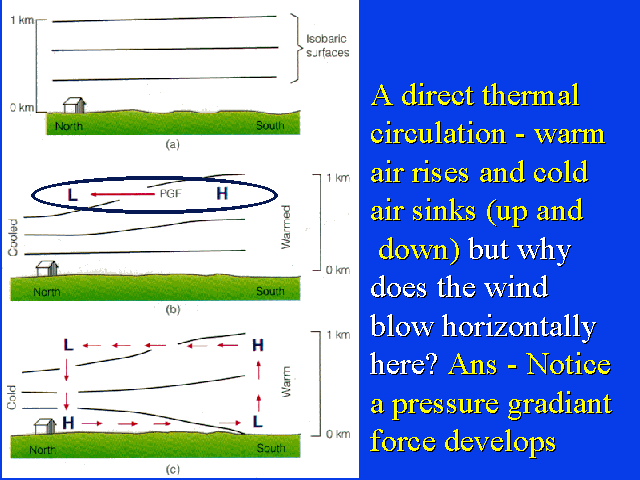 1 km
Isobaric
surfaces
0 km
North
South
(a)
L
PGF
H
1 km
Cooled
Warmed
0 km
North
South
(b)
L
H
1 km
Cold
Warm
H
L
0 km
North
South
(c)
A direct thermal
circulation - warm
air rises and cold
air sinks (up and
down) but why
does the wind
blow horizontally
here? Ans - Notice
a pressure gradiant
force develops